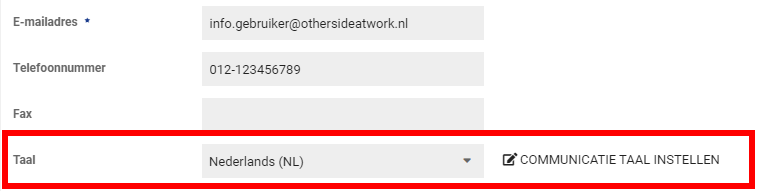 E-mailadres * info.gebruiker@othersideatwork.nl
Telefoonnummer 012-123456789
Fax
Taal Nederlands (NL) COMMUNICATIE TAAL INSTELLEN